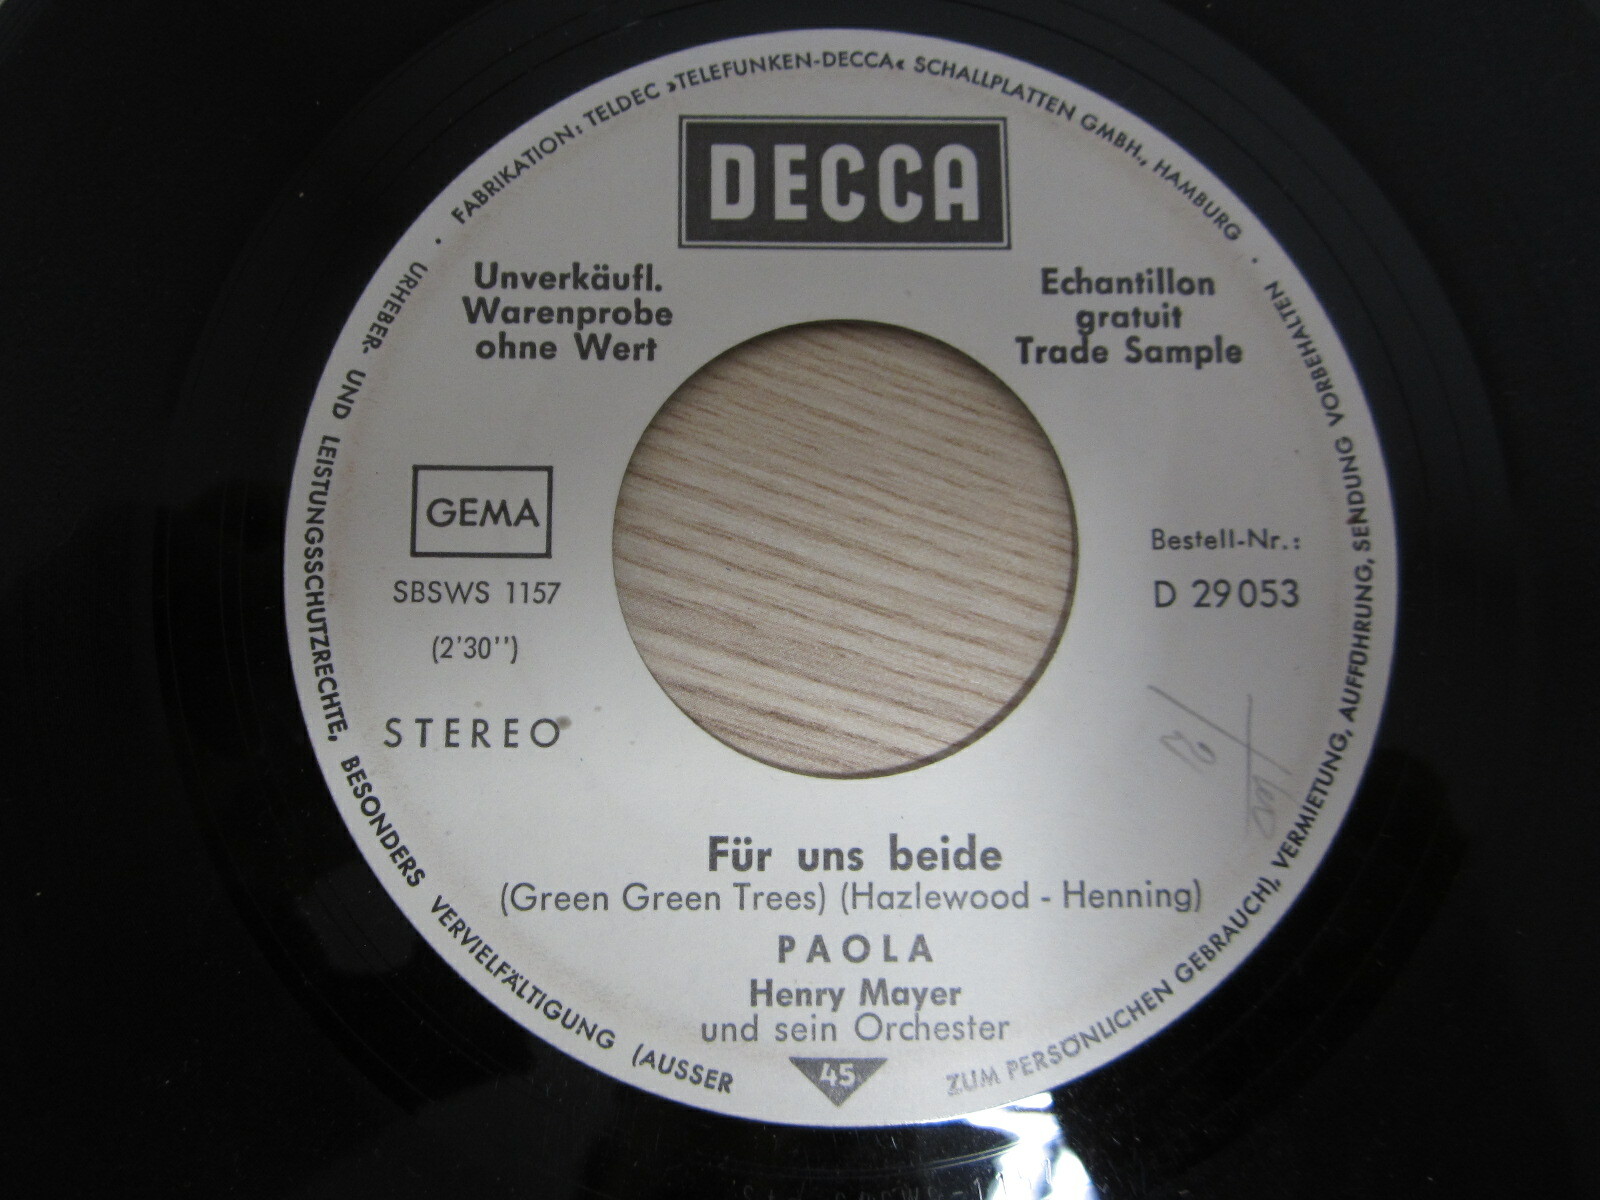 FABRIKATION: TELDEC »TELEFUNKEN-DECCA« SCHALLPLATTEN GMBH., HAMBURG ·
URHEBER- UND LEISTUNGSSCHUTZRECHTE, BESONDERS VERVIELFÄLTIGUNG (AUSSER ZUM PERSÖNLICHEN GEBRAUCH), VERMIETUNG, AUFFÜHRUNG, SENDUNG VORBEHALTEN ·
DECCA
Unverkäufl.
Warenprobe
ohne Wert
Echantillon
gratuit
Trade Sample
GEMA
SBSWS 1157
(2'30'')
STEREO
Bestell-Nr.:
D 29 053
Für uns beide
(Green Green Trees) (Hazlewood - Henning)
PAOLA
Henry Mayer
und sein Orchester
45